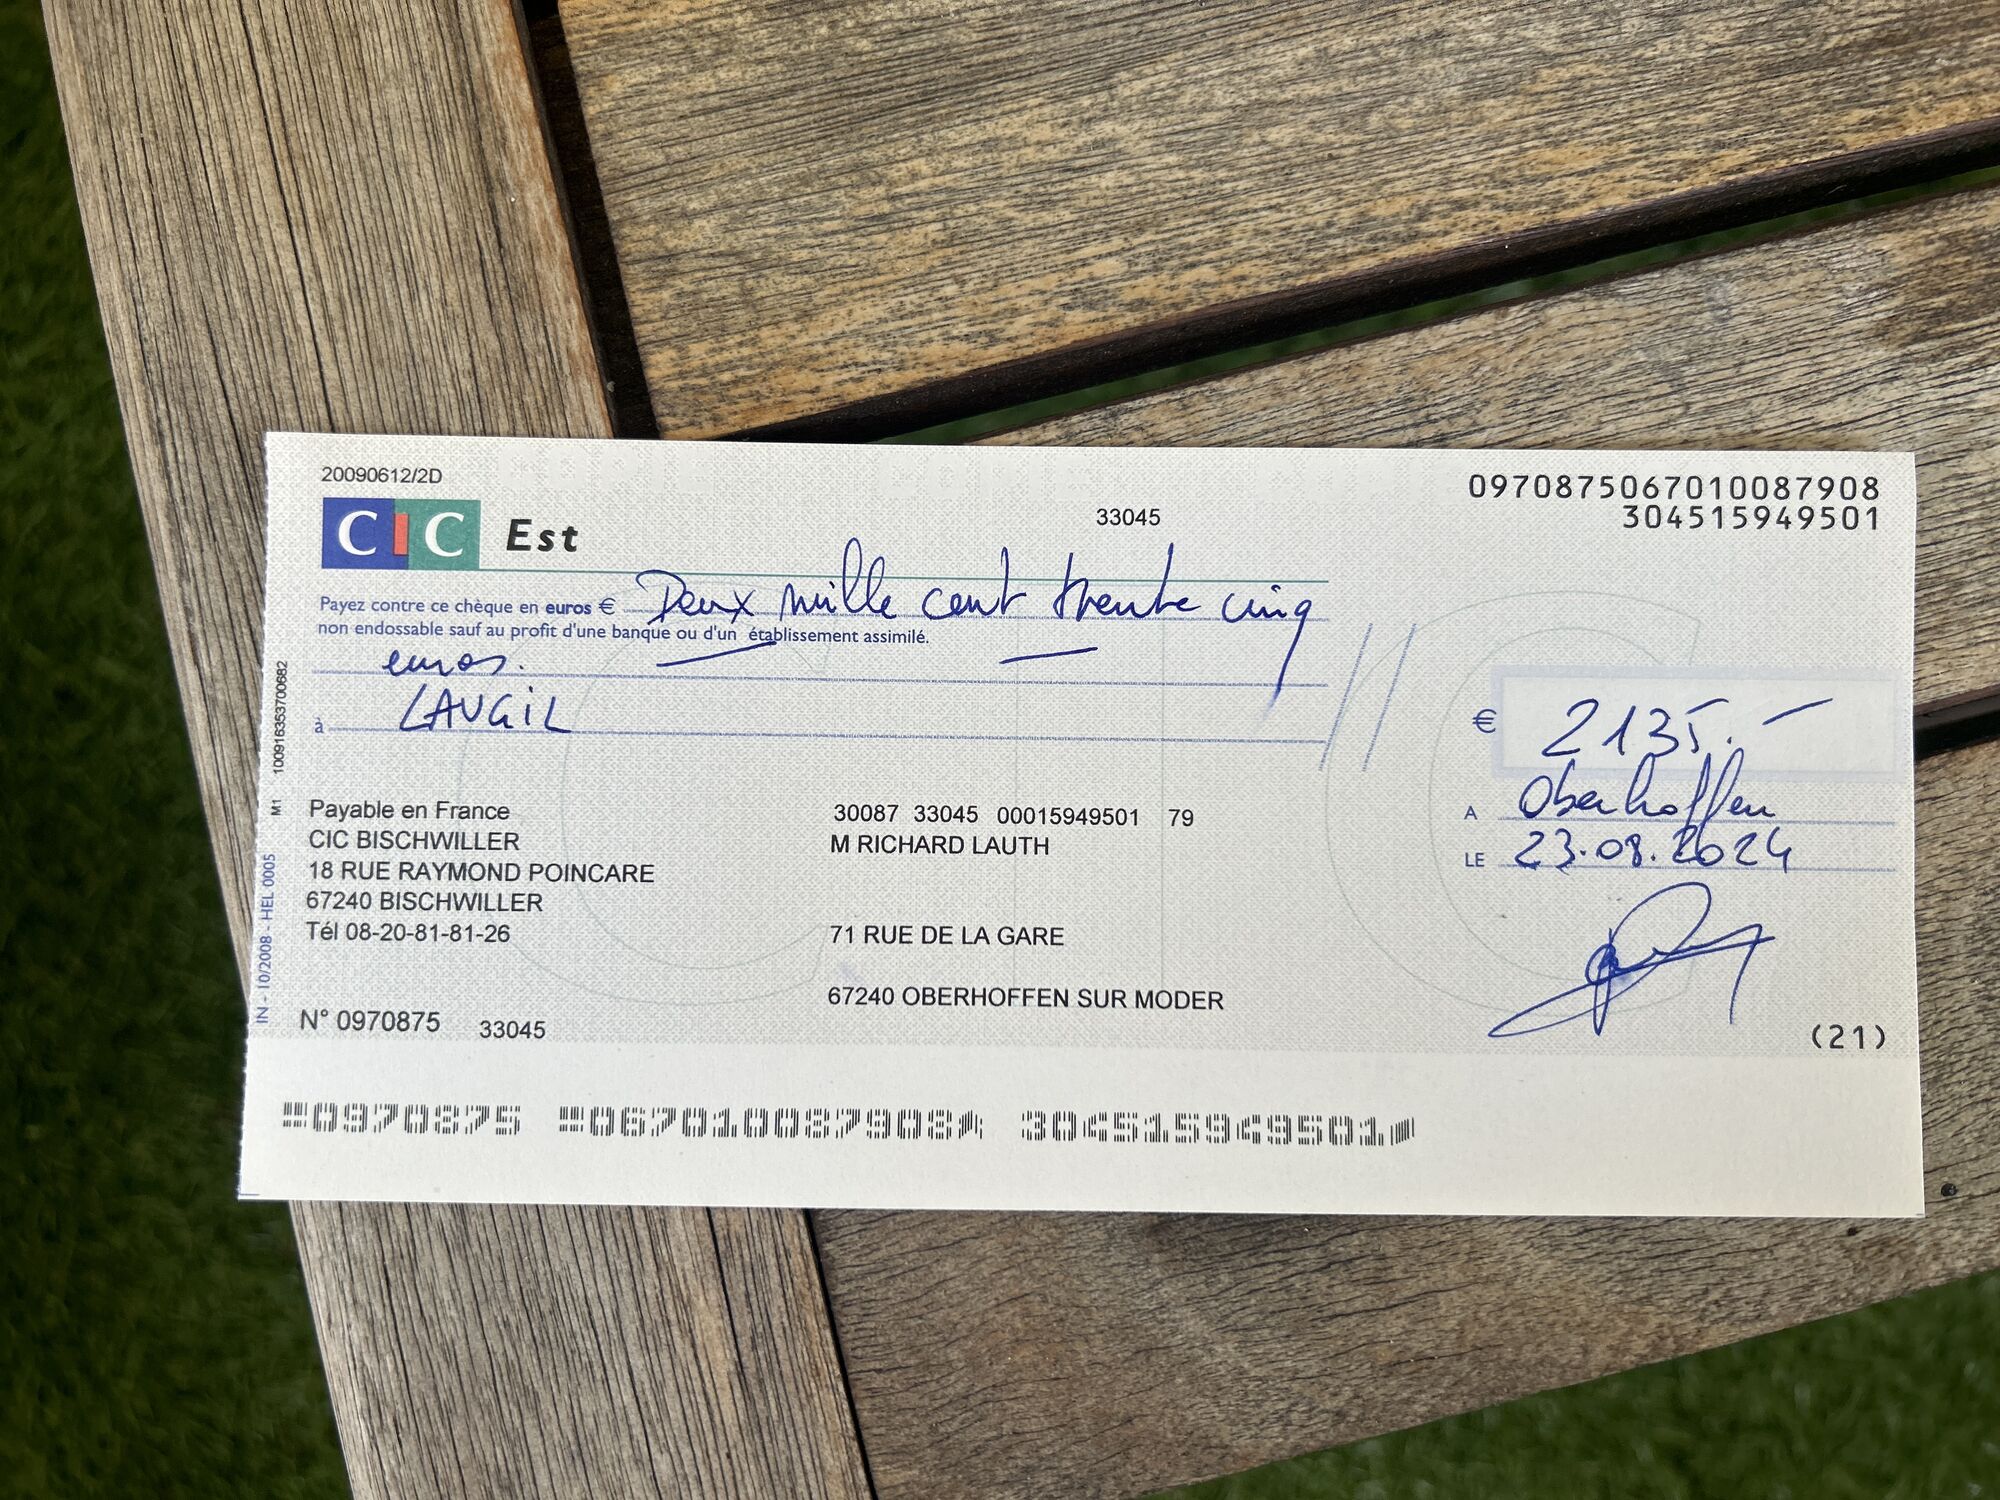 20090612/2D
0970875067010087908
304515949501
CIC Est
33045
Payez contre ce chèque en euros € Deux mille cent trente cinq
non endossable sauf au profit d'une banque ou d'un établissement assimilé.
euros.
à LAUGIL
€ 2135.-
A Oberhoffen
LE 23.08.2024
Payable en France
CIC BISCHWILLER
18 RUE RAYMOND POINCARE
67240 BISCHWILLER
Tél 08-20-81-81-26
30087 33045 00015949501 79
M RICHARD LAUTH
71 RUE DE LA GARE
67240 OBERHOFFEN SUR MODER
N° 0970875 33045
(21)
IN - 10/2008 - HEL 0005
M1 100916353700682
0970875 067010087908 304515949501